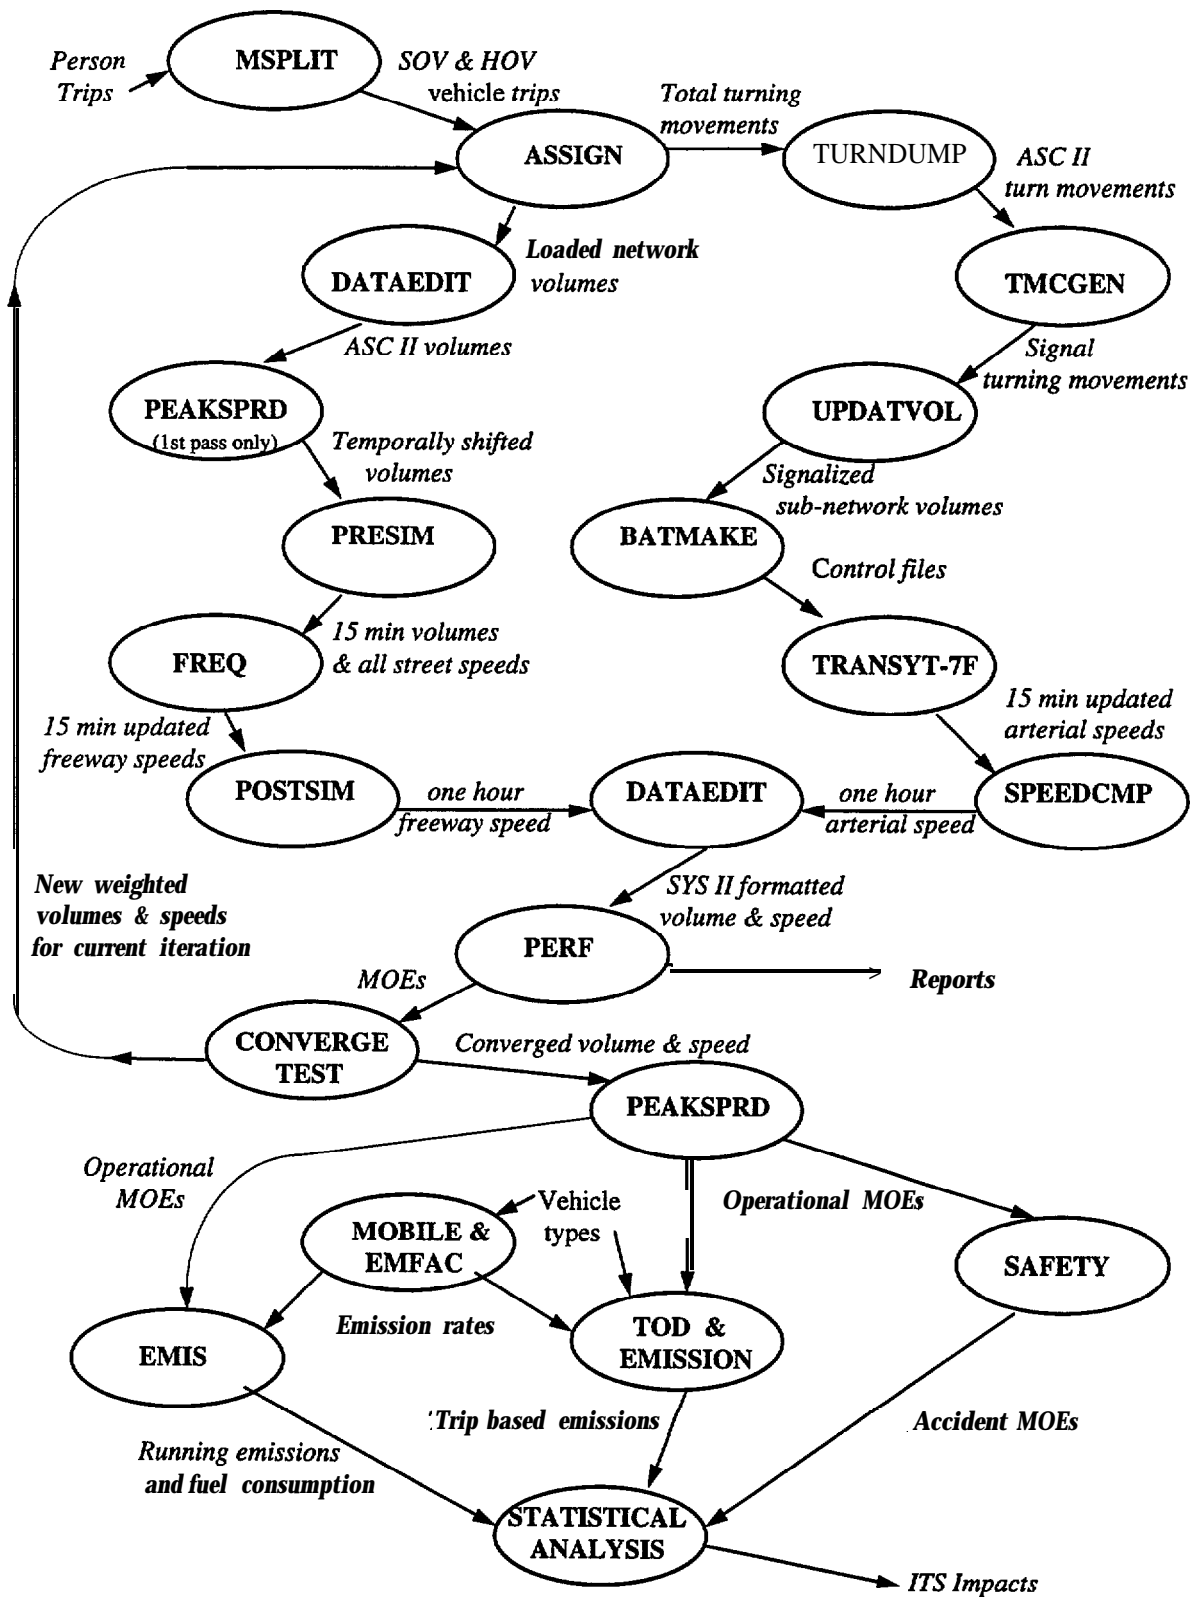 Person
Trips
MSPLIT
SOV & HOV
vehicle trips
ASSIGN
Total turning
movements
TURNDUMP
ASC II
turn movements
DATAEDIT
Loaded network
volumes
TMCGEN
ASC II volumes
Signal
turning movements
PEAKSPRD
(1st pass only)
UPDATVOL
Temporally shifted
volumes
Signalized
sub-network volumes
PRESIM
BATMAKE
Control files
FREQ
15 min volumes
& all street speeds
TRANSYT-7F
15 min updated
freeway speeds
15 min updated
arterial speeds
POSTSIM
one hour
freeway speed
DATAEDIT
one hour
arterial speed
SPEEDCMP
New weighted
volumes & speeds
for current iteration
SYS II formatted
volume & speed
PERF
MOEs
Reports
CONVERGE
TEST
Converged volume & speed
PEAKSPRD
Operational
MOEs
Vehicle
types
Operational MOEs
MOBILE &
EMFAC
SAFETY
Emission rates
TOD &
EMISSION
EMIS
Trip based emissions
Accident MOEs
Running emissions
and fuel consumption
STATISTICAL
ANALYSIS
ITS Impacts